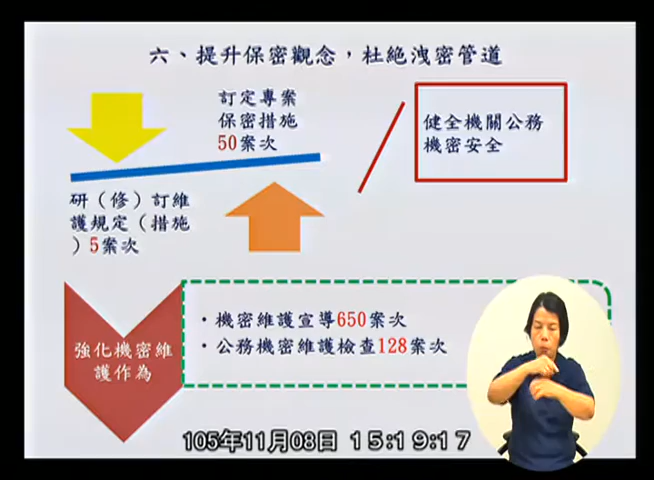 六、提升保密觀念，杜絕洩密管道
訂定專案
保密措施
50案次
健全機關公務
機密安全
研（修）訂維
護規定（措施
）5案次
強化機密維
護作為
・機密維護宣導650案次
・公務機密維護檢查128案次
105年11月08日 15:19:17